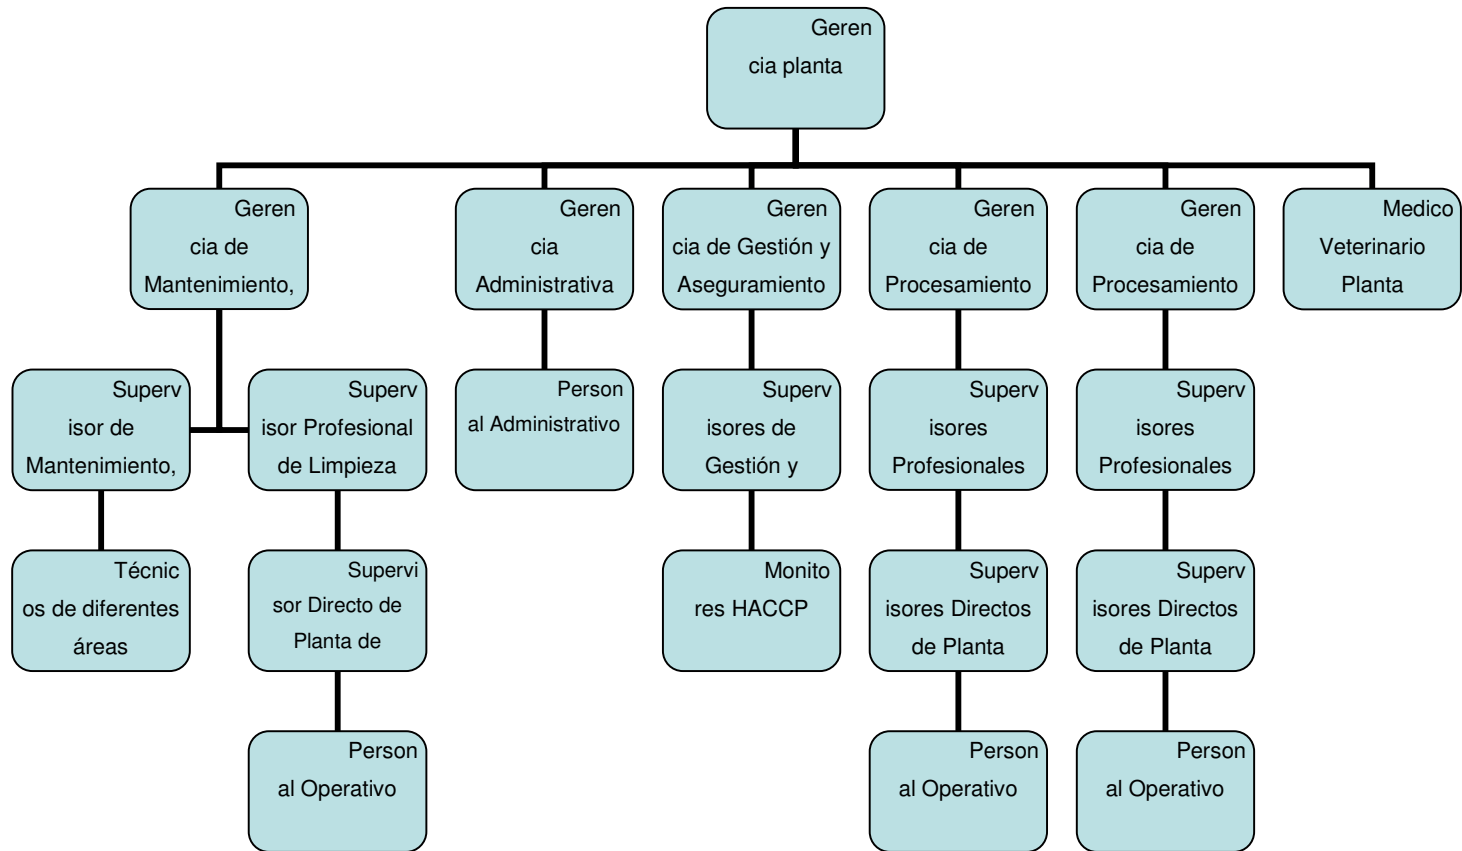 Geren
cia planta
Geren
cia de
Mantenimiento,
Geren
cia
Administrativa
Geren
cia de Gestión y
Aseguramiento
Geren
cia de
Procesamiento
Geren
cia de
Procesamiento
Medico
Veterinario
Planta
Superv
isor de
Mantenimiento,
Superv
isor Profesional
de Limpieza
Person
al Administrativo
Superv
isores de
Gestión y
Superv
isores
Profesionales
Superv
isores
Profesionales
Técnic
os de diferentes
áreas
Supervi
sor Directo de
Planta de
Monito
res HACCP
Superv
isores Directos
de Planta
Superv
isores Directos
de Planta
Person
al Operativo
Person
al Operativo
Person
al Operativo